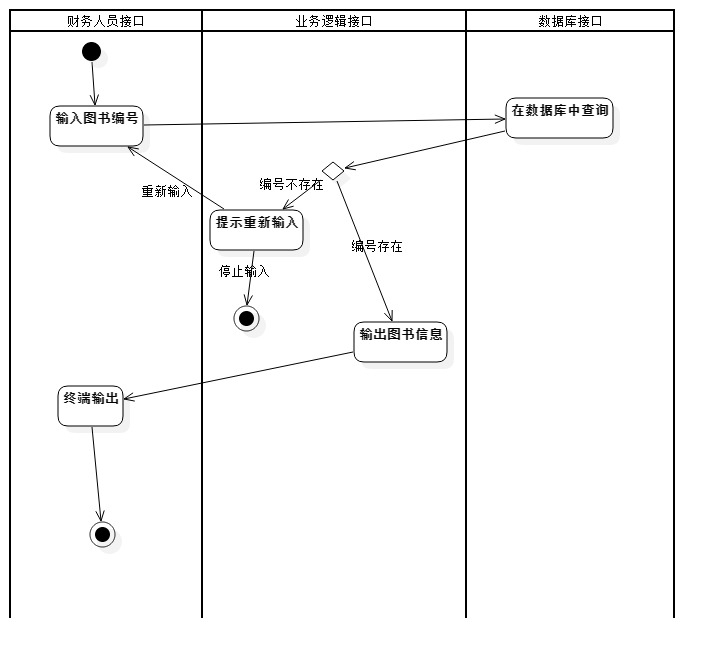 财务人员接口
业务逻辑接口
数据库接口
输入图书编号
在数据库中查询
重新输入
编号不存在
提示重新输入
编号存在
停止输入
输出图书信息
终端输出